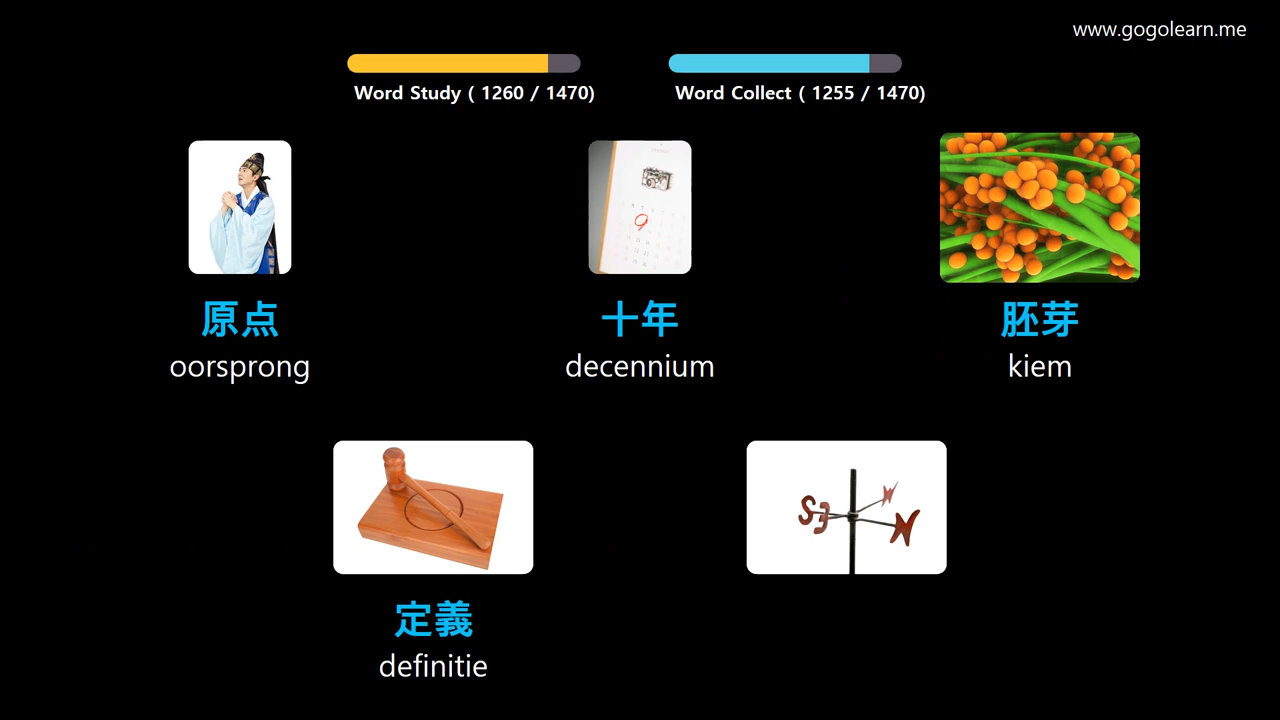 www.gogolearn.me
Word Study ( 1260 / 1470)
Word Collect ( 1255 / 1470)
原点
oorsprong
十年
decennium
胚芽
kiem
定義
definitie